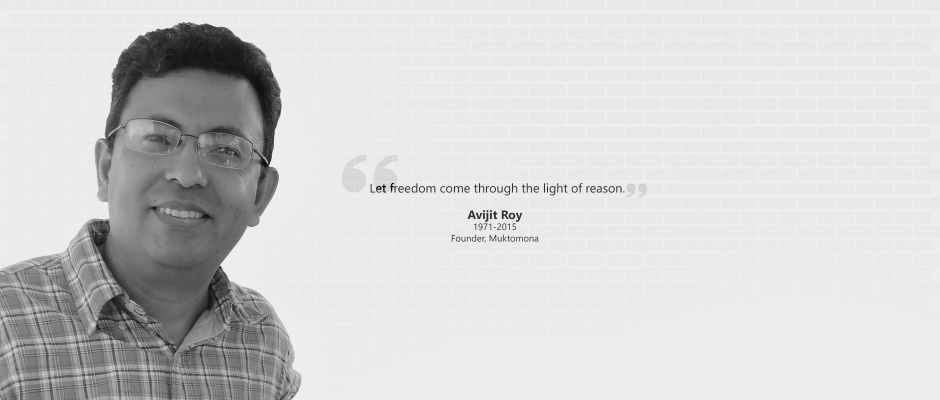 “Let freedom come through the light of reason.”
Avijit Roy
1971-2015
Founder, Muktomona